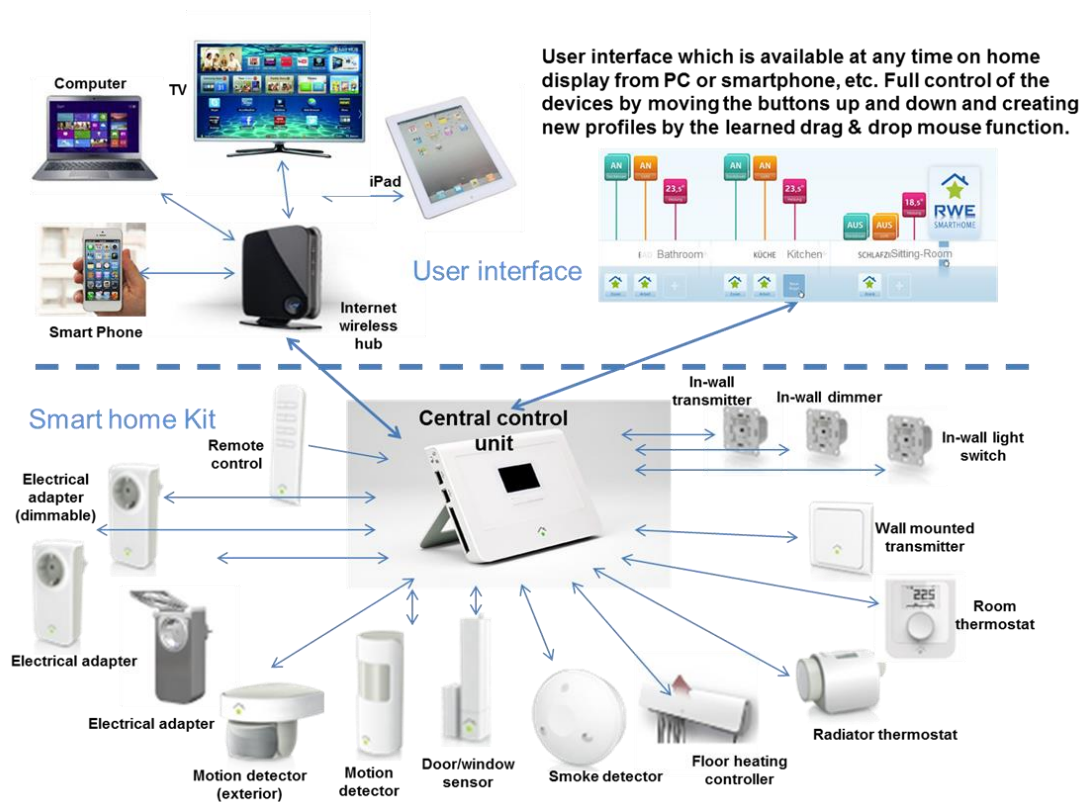 User interface which is available at any time on home
display from PC or smartphone, etc. Full control of the
devices by moving the buttons up and down and creating
new profiles by the learned drag & drop mouse function.
Computer
TV
iPad
Smart Phone
Internet
wireless
hub
User interface
AN
AN
23,5°
AN
AN
23,5°
AUS
AUS
18,5°
RWE
SMARTHOME
Bathroom
KÜCHE Kitchen
SCHLAFZI Sitting-Room
Smart home Kit
Remote
control
Central control
unit
In-wall
transmitter
In-wall dimmer
In-wall light
switch
Electrical
adapter
(dimmable)
Wall mounted
transmitter
Room
thermostat
Electrical adapter
Electrical adapter
Motion detector
(exterior)
Motion
detector
Door/window
sensor
Smoke detector
Floor heating
controller
Radiator thermostat